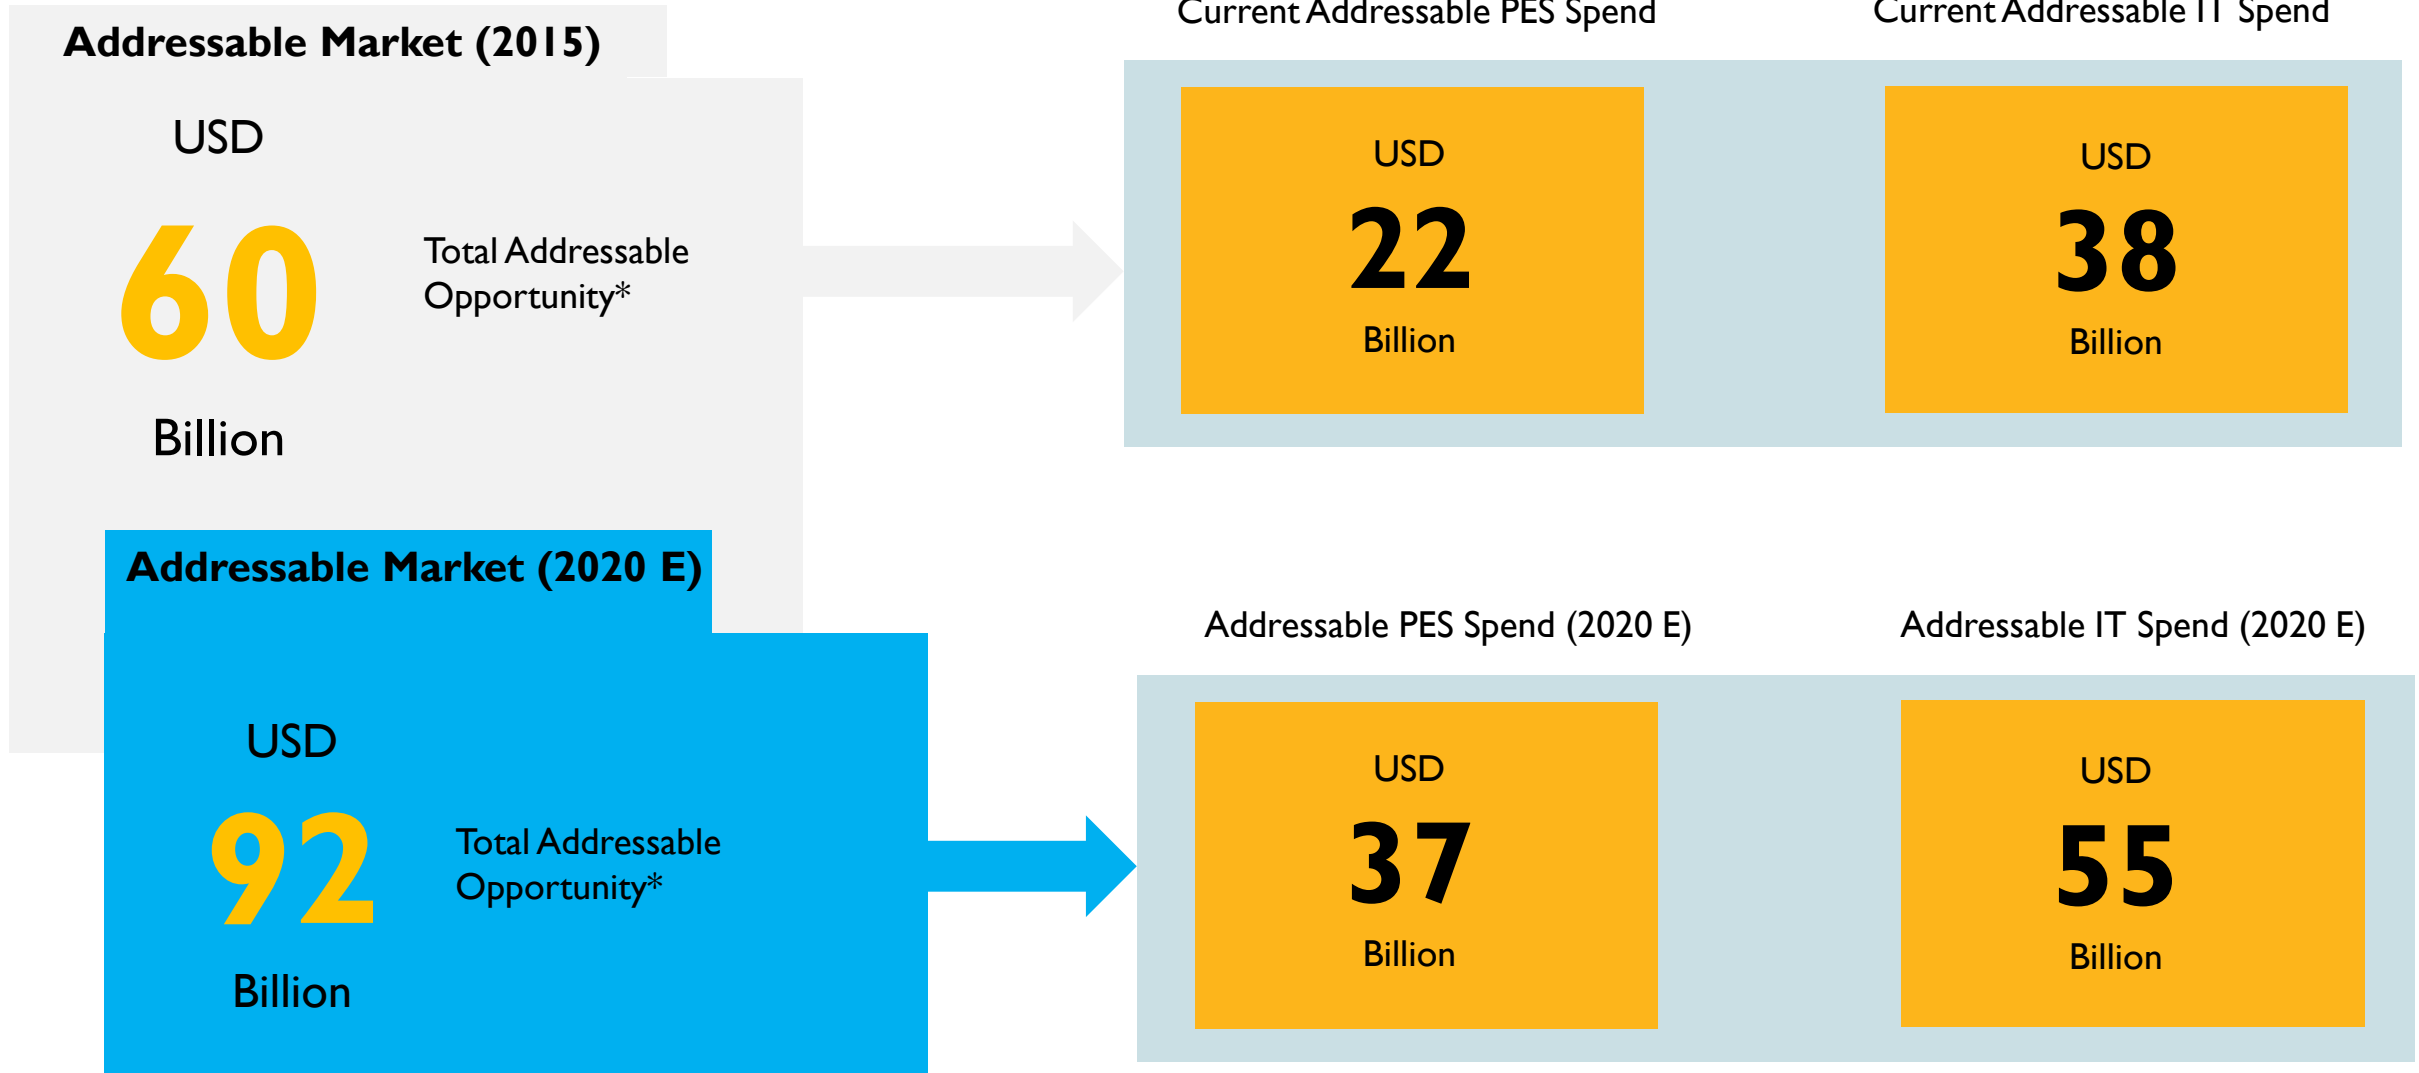 Current Addressable PES Spend
Current Addressable IT Spend
Addressable Market (2015)
USD
60
Billion
Total Addressable
Opportunity*
USD
22
Billion
USD
38
Billion
Addressable Market (2020 E)
USD
92
Billion
Total Addressable
Opportunity*
Addressable PES Spend (2020 E)
Addressable IT Spend (2020 E)
USD
37
Billion
USD
55
Billion